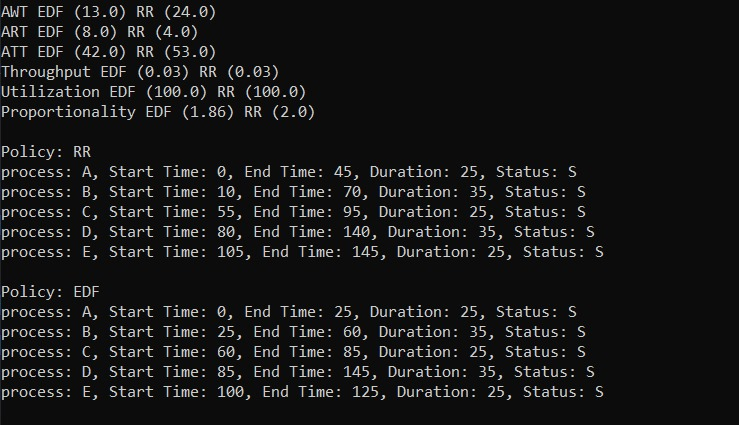 AWT EDF (13.0) RR (24.0)
ART EDF (8.0) RR (4.0)
ATT EDF (42.0) RR (53.0)
Throughput EDF (0.03) RR (0.03)
Utilization EDF (100.0) RR (100.0)
Proportionality EDF (1.86) RR (2.0)

Policy: RR
process: A, Start Time: 0, End Time: 45, Duration: 25, Status: S
process: B, Start Time: 10, End Time: 70, Duration: 35, Status: S
process: C, Start Time: 55, End Time: 95, Duration: 25, Status: S
process: D, Start Time: 80, End Time: 140, Duration: 35, Status: S
process: E, Start Time: 105, End Time: 145, Duration: 25, Status: S

Policy: EDF
process: A, Start Time: 0, End Time: 25, Duration: 25, Status: S
process: B, Start Time: 25, End Time: 60, Duration: 35, Status: S
process: C, Start Time: 60, End Time: 85, Duration: 25, Status: S
process: D, Start Time: 85, End Time: 145, Duration: 35, Status: S
process: E, Start Time: 100, End Time: 125, Duration: 25, Status: S